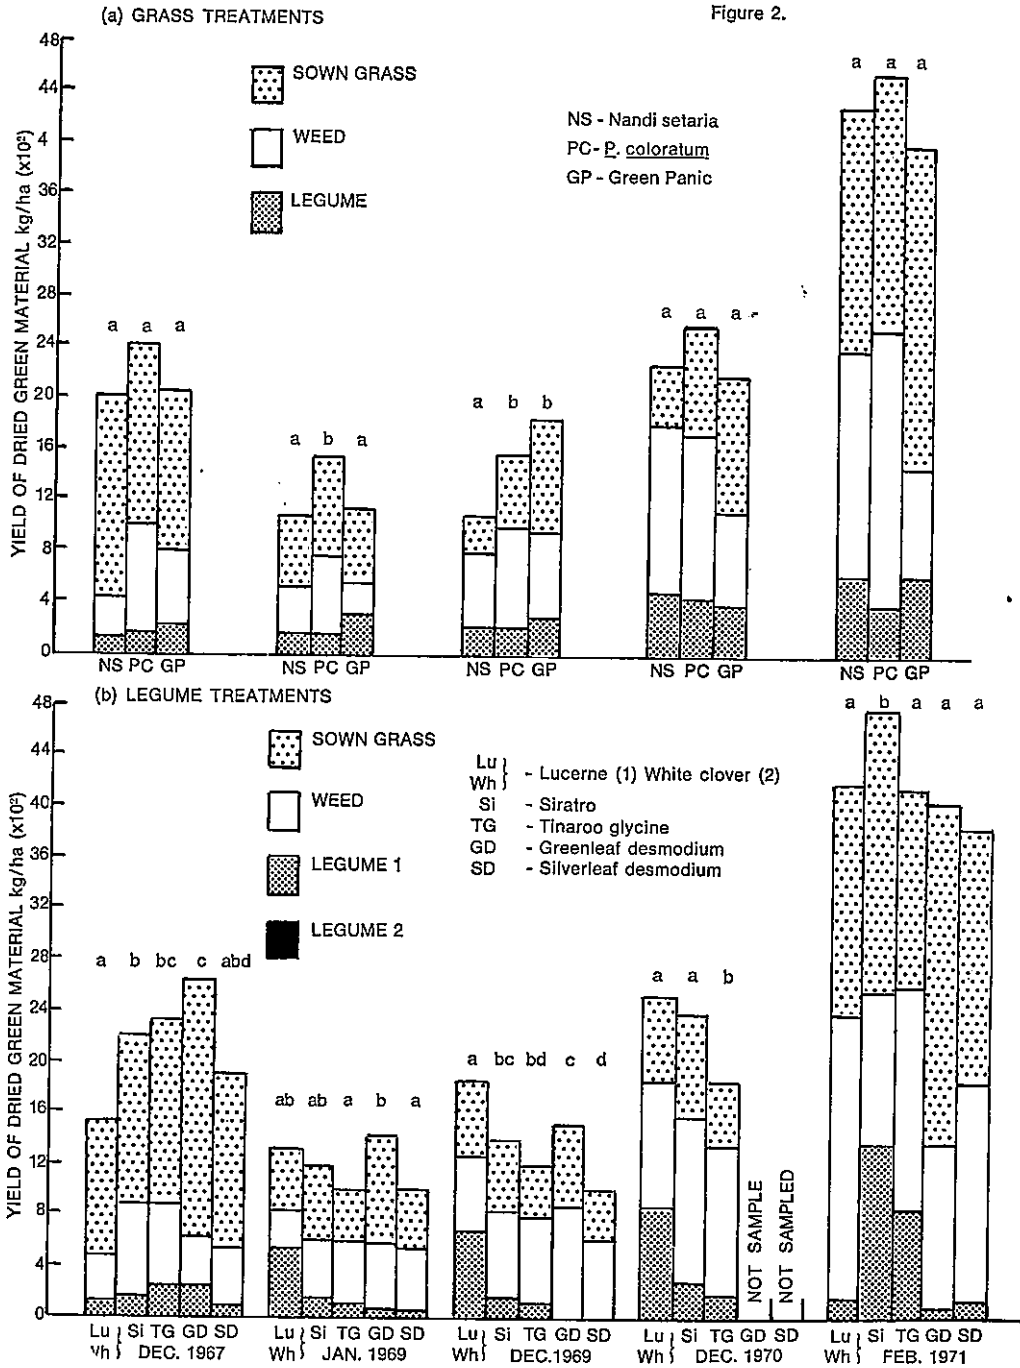 (a) GRASS TREATMENTS
Figure 2.
YIELD OF DRIED GREEN MATERIAL kg/ha (x10²)
48
44
4
36
32
28
24
20
16
12
8
4
0
SOWN GRASS
WEED
LEGUME
NS - Nandi setaria
PC - P. coloratum
GP - Green Panic
a a a
a b a
a b b
a a a
a a a
NS PC GP
NS PC GP
NS PC GP
NS PC GP
NS PC GP
(b) LEGUME TREATMENTS
YIELD OF DRIED GREEN MATERIAL kg/ha (x10²)
48
44
40
36
32
28
24
20
16
12
8
4
0
SOWN GRASS
WEED
LEGUME 1
LEGUME 2
Lu
Wh } - Lucerne (1) White clover (2)
Si - Siratro
TG - Tinaroo glycine
GD - Greenleaf desmodium
SD - Silverleaf desmodium
a b bc c abd
ab ab a b a
a bc bd c d
a a b
a b a a a
NOT SAMPLE
NOT SAMPLED
Lu } Si TG GD SD
Wh DEC. 1967
Lu } Si TG GD SD
Wh JAN. 1969
Lu } Si TG GD SD
Wh DEC. 1969
Lu } Si TG GD SD
Wh DEC. 1970
Lu } Si TG GD SD
Wh FEB. 1971